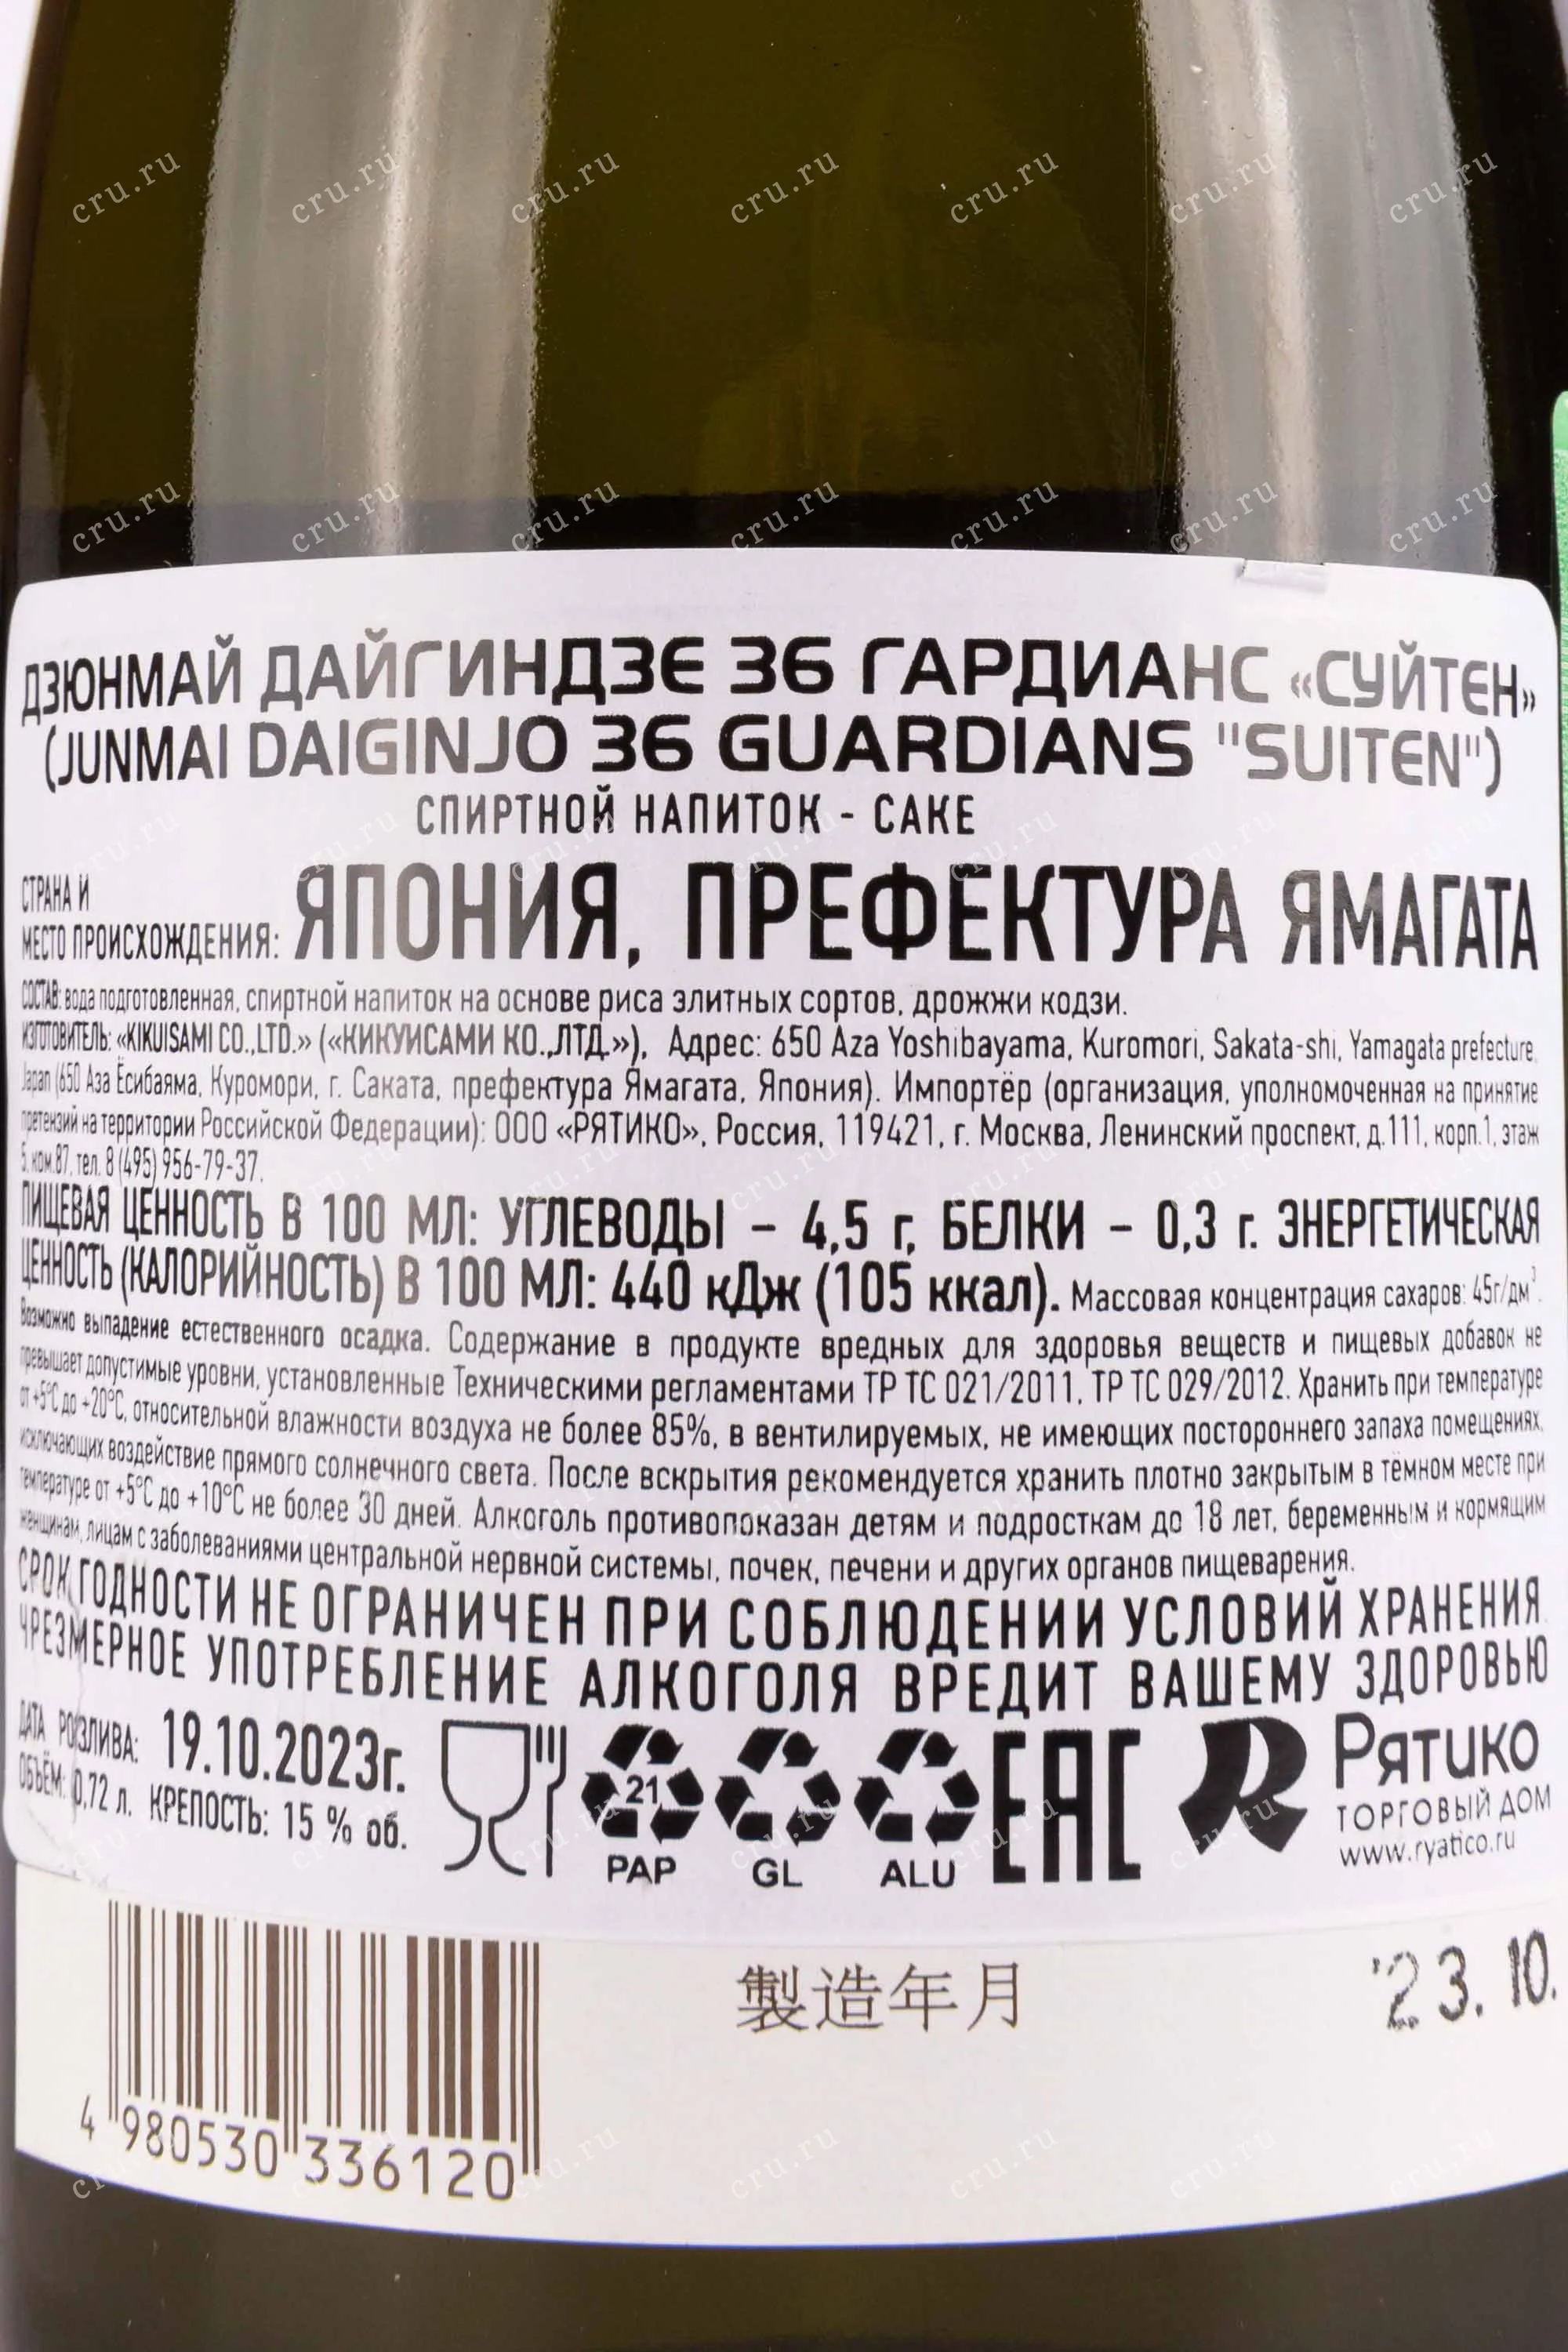 ДЗЮНМАЙ ДАЙГИНДЗЕ 36 ГАРДИАНС «СУЙТЕН»
(JUNMAI DAIGINJO 36 GUARDIANS "SUITEN")
СПИРТНОЙ НАПИТОК - САКЕ
СТРАНА И
МЕСТО ПРОИСХОЖДЕНИЯ: ЯПОНИЯ, ПРЕФЕКТУРА ЯМАГАТА
СОСТАВ: вода подготовленная, спиртной напиток на основе риса элитных сортов, дрожжи кодзи.
ИЗГОТОВИТЕЛЬ: «KIKUISAMI CO.,LTD.» («КИКУИСАМИ КО.,ЛТД.»), Адрес: 650 Aza Yoshibayama, Kuromori, Sakata-shi, Yamagata prefecture,
Japan (650 Аза Ёсибаяма, Куромори, г. Саката, префектура Ямагата, Япония). Импортёр (организация, уполномоченная на принятие
претензий на территории Российской Федерации): ООО «РЯТИКО», Россия, 119421, г. Москва, Ленинский проспект, д.111, корп.1, этаж
5, ком.87, тел. 8 (495) 956-79-37.
ПИЩЕВАЯ ЦЕННОСТЬ В 100 МЛ: УГЛЕВОДЫ – 4,5 г, БЕЛКИ – 0,3 г. ЭНЕРГЕТИЧЕСКАЯ
ЦЕННОСТЬ (КАЛОРИЙНОСТЬ) В 100 МЛ: 440 кДж (105 ккал). Массовая концентрация сахаров: 45г/дм³.
Возможно выпадение естественного осадка. Содержание в продукте вредных для здоровья веществ и пищевых добавок не
превышает допустимые уровни, установленные Техническими регламентами ТР ТС 021/2011, ТР ТС 029/2012. Хранить при температуре
от +5°C до +20°C, относительной влажности воздуха не более 85%, в вентилируемых, не имеющих постороннего запаха помещениях,
исключающих воздействие прямого солнечного света. После вскрытия рекомендуется хранить плотно закрытым в тёмном месте при
температуре от +5°C до +10°C не более 30 дней. Алкоголь противопоказан детям и подросткам до 18 лет, беременным и кормящим
женщинам, лицам с заболеваниями центральной нервной системы, почек, печени и других органов пищеварения.
СРОК ГОДНОСТИ НЕ ОГРАНИЧЕН ПРИ СОБЛЮДЕНИИ УСЛОВИЙ ХРАНЕНИЯ
ЧРЕЗМЕРНОЕ УПОТРЕБЛЕНИЕ АЛКОГОЛЯ ВРЕДИТ ВАШЕМУ ЗДОРОВЬЮ
ДАТА РОЗЛИВА: 19.10.2023г.
ОБЪЁМ: 0,72 л. КРЕПОСТЬ: 15 % об.
21
PAP GL ALU
EAC
Рятико
ТОРГОВЫЙ ДОМ
www.ryatico.ru
製造年月
'23. 10.
4 980530 336120
cru.ru